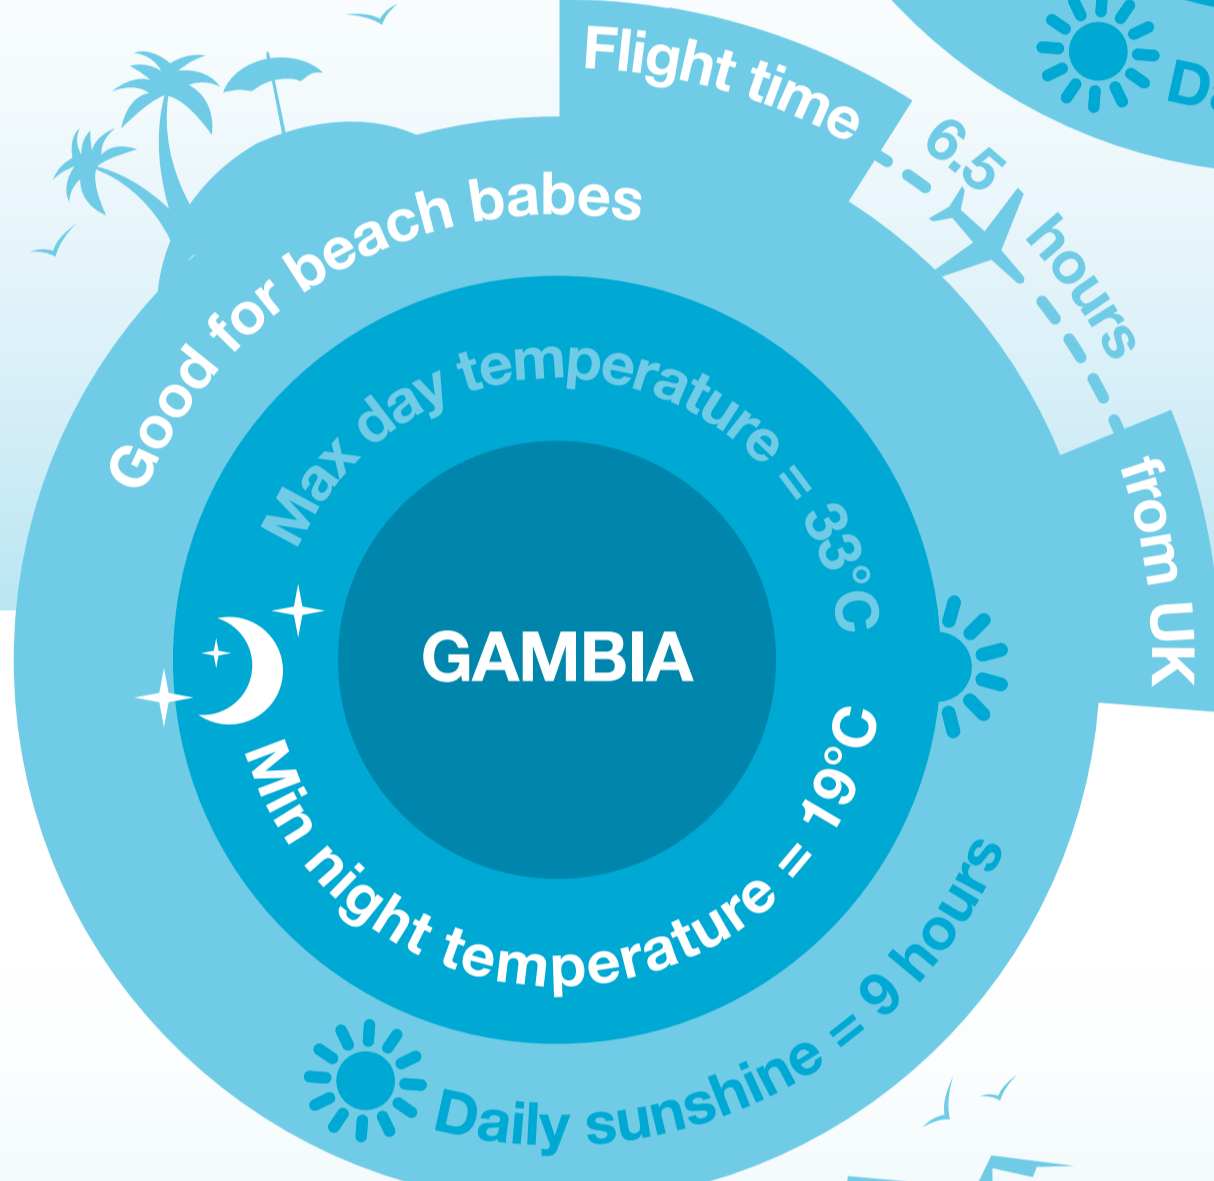 Flight time
6.5 hours
from UK
Good for beach babes
Max day temperature = 33°C
GAMBIA
Min night temperature = 19°C
Daily sunshine = 9 hours